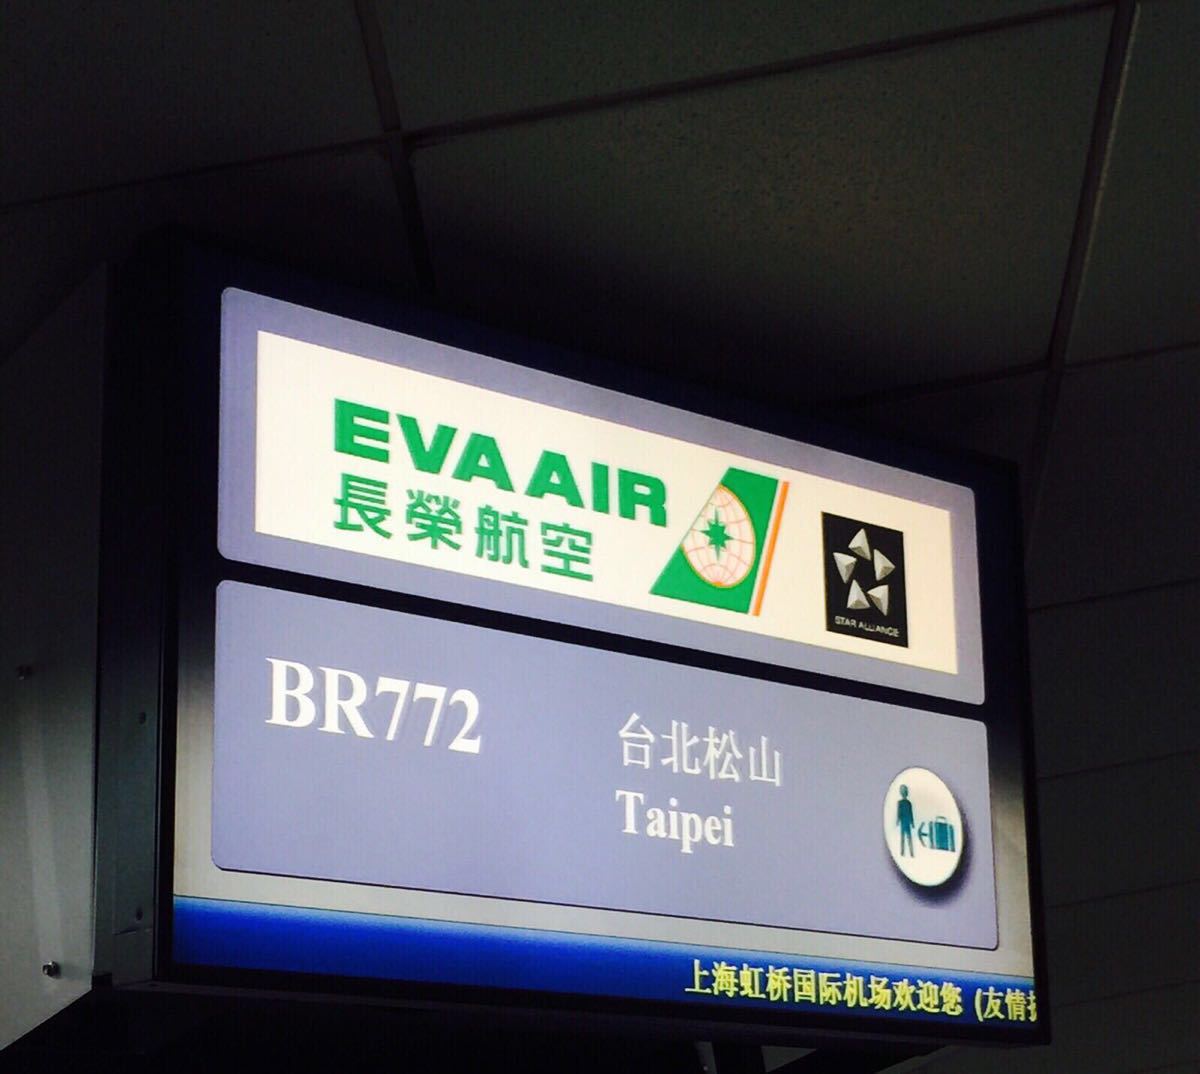 EVA AIR
長榮航空
STAR ALLIANCE
BR772
台北松山
Taipei
上海虹桥国际机场欢迎您 (友情